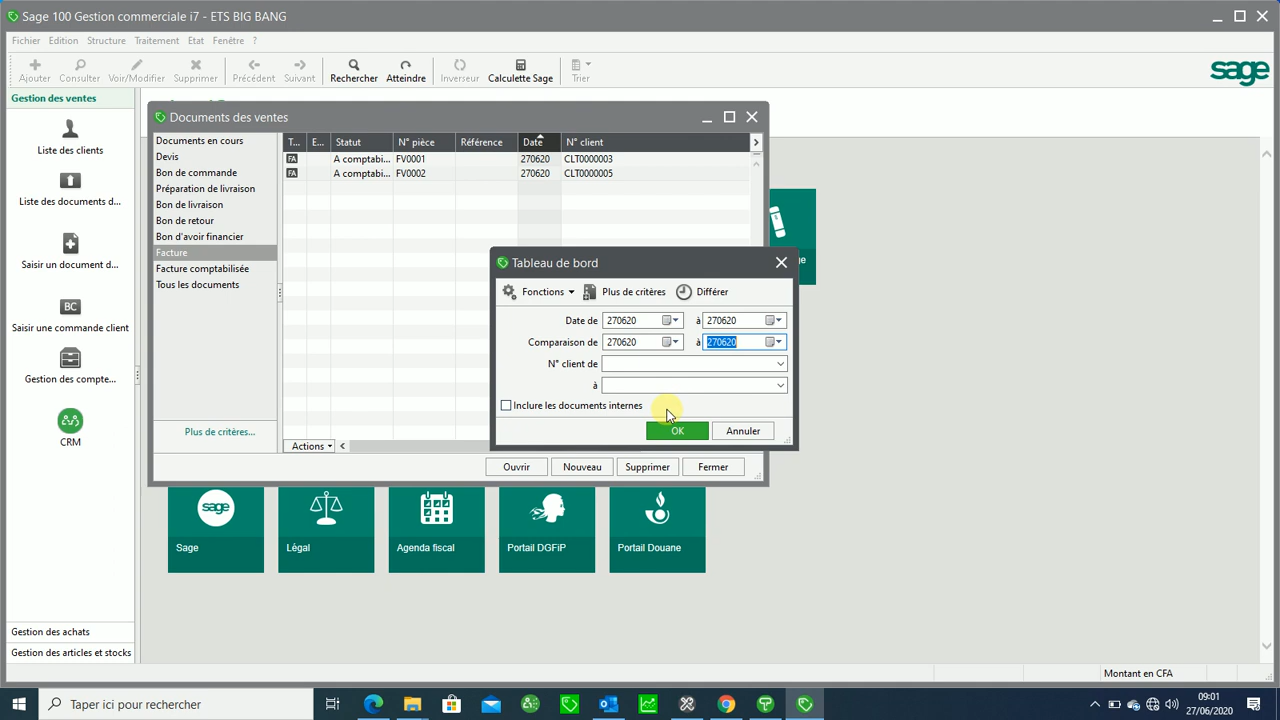 Sage 100 Gestion commerciale i7 - ETS BIG BANG
Fichier Edition Structure Traitement Etat Fenêtre ?
Ajouter Consulter Voir/Modifier Supprimer Précédent Suivant Rechercher Atteindre Inverseur Calculette Sage Trier
sage
Gestion des ventes
Liste des clients
Liste des documents d...
Saisir un document d...
BC
Saisir une commande client
Gestion des compte...
CRM
Gestion des achats
Gestion des articles et stocks
Documents des ventes
Documents en cours
Devis
Bon de commande
Préparation de livraison
Bon de livraison
Bon de retour
Bon d'avoir financier
Facture
Facture comptabilisée
Tous les documents
Plus de critères...
T... E... Statut N° pièce Référence Date N° client
FA A comptabi... FV0001 270620 CLT0000003
FA A comptabi... FV0002 270620 CLT0000005
Actions
Ouvrir Nouveau Supprimer Fermer
ge
Tableau de bord
Fonctions Plus de critères Différer
Date de 270620 à 270620
Comparaison de 270620 à 270620
N° client de
à
Inclure les documents internes
OK Annuler
sage
Sage Légal Agenda fiscal Portail DGFiP Portail Douane
Montant en CFA
Taper ici pour rechercher
09:01
27/06/2020